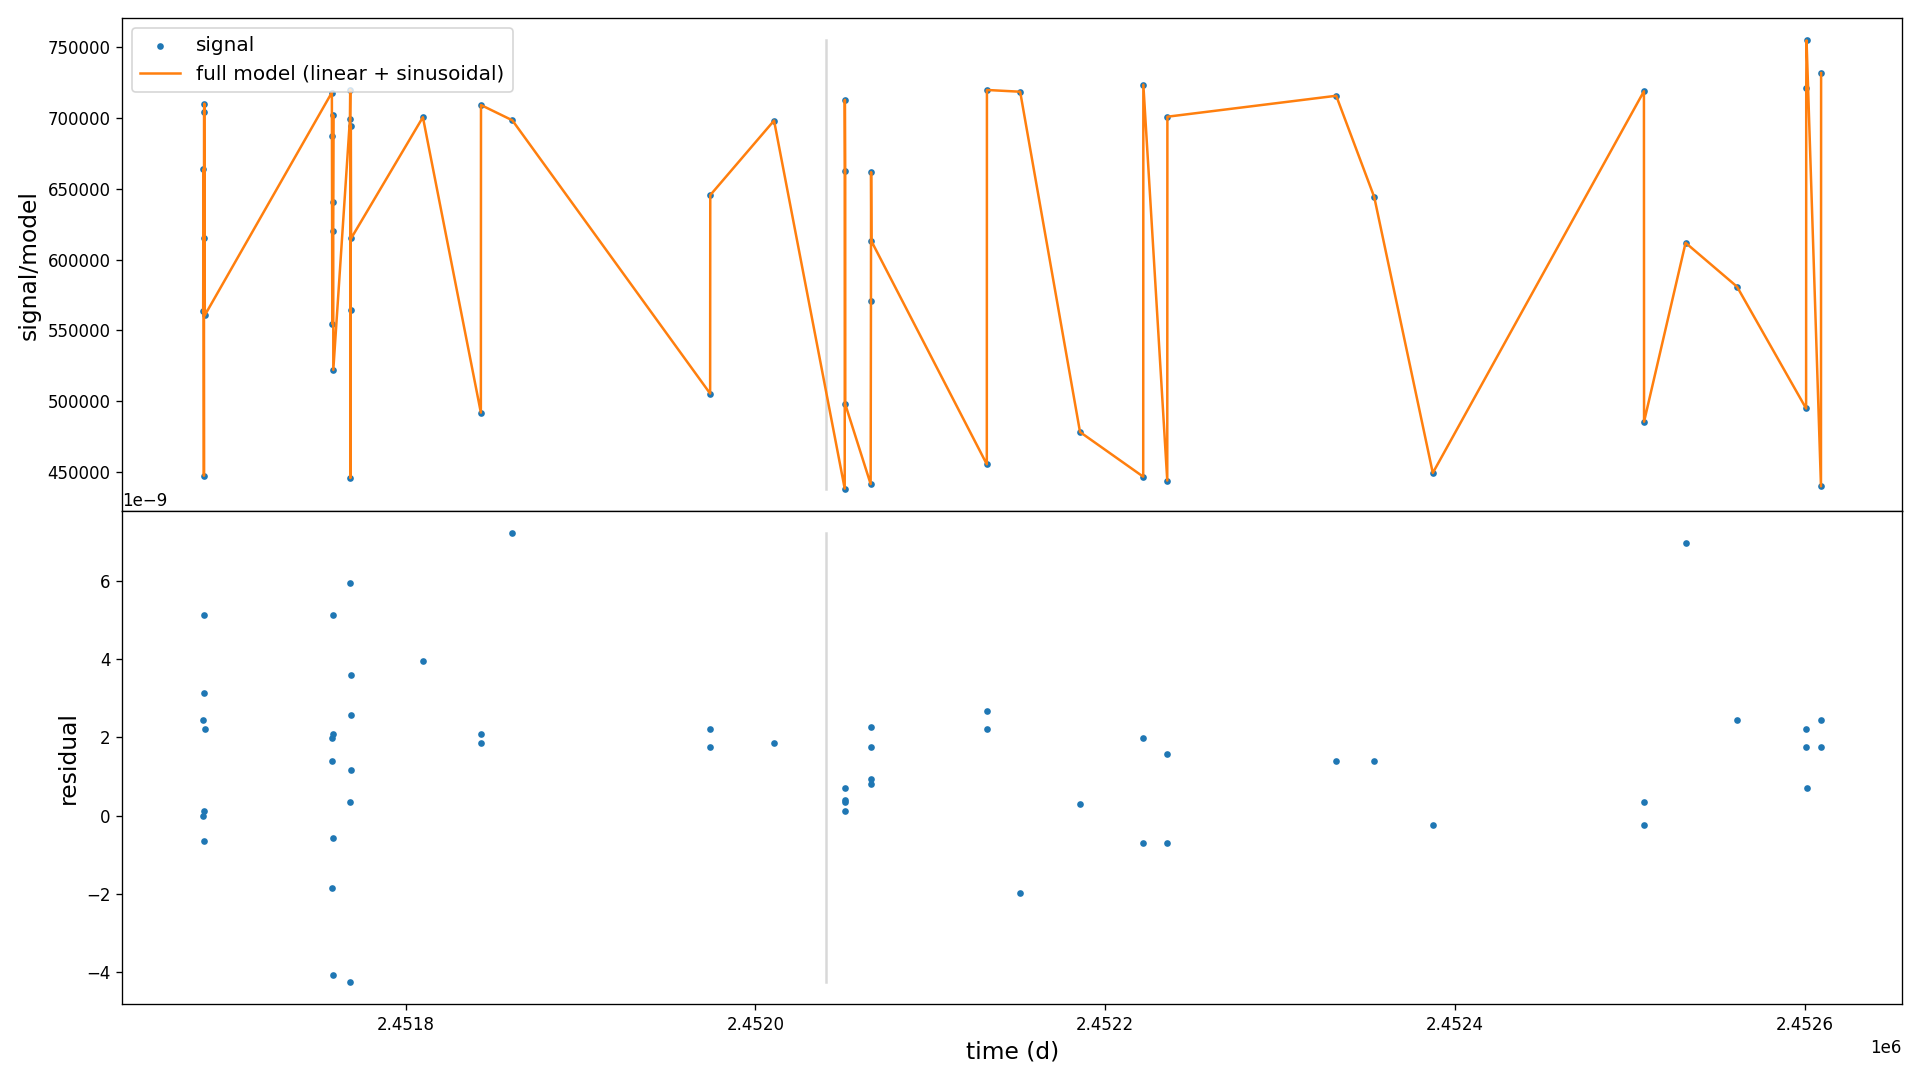 signal
full model (linear + sinusoidal)
signal/model
750000
700000
650000
600000
550000
500000
450000
1e−9
residual
6
4
2
0
−2
−4
2.4518
2.4520
2.4522
2.4524
2.4526
time (d)
1e6